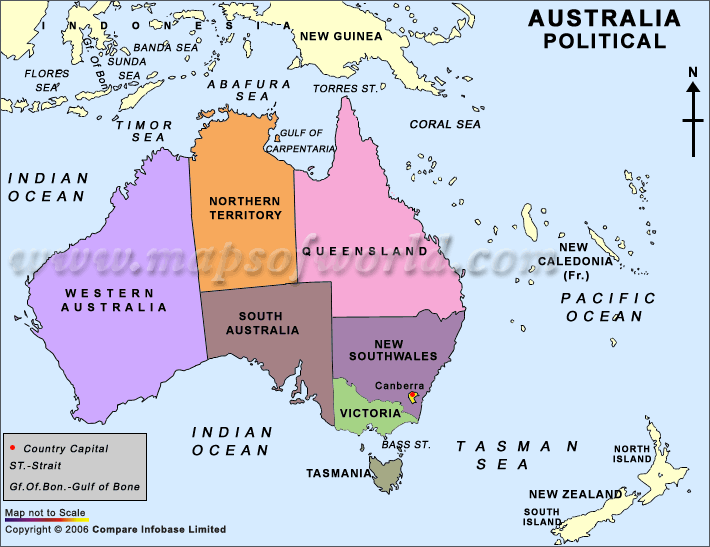 AUSTRALIA
POLITICAL
INDONESIA
NEW GUINEA
BANDA SEA
Gulf. Of Bon.
SUNDA
SEA
FLORES
SEA
ABAFURA
SEA
TORRES ST.
N
TIMOR
SEA
GULF OF
CARPENTARIA
CORAL SEA
INDIAN
OCEAN
NORTHERN
TERRITORY
QUEENSLAND
NEW
CALEDONIA
(Fr.)
www.mapsofworld.com
WESTERN
AUSTRALIA
PACIFIC
OCEAN
SOUTH
AUSTRALIA
NEW
SOUTHWALES
Canberra
VICTORIA
INDIAN
OCEAN
BASS ST.
TASMAN
SEA
TASMANIA
NORTH
ISLAND
NEW ZEALAND
SOUTH
ISLAND
Country Capital
ST.-Strait
Gf.Of.Bon.-Gulf of Bone
Map not to Scale
Copyright © 2006 Compare Infobase Limited